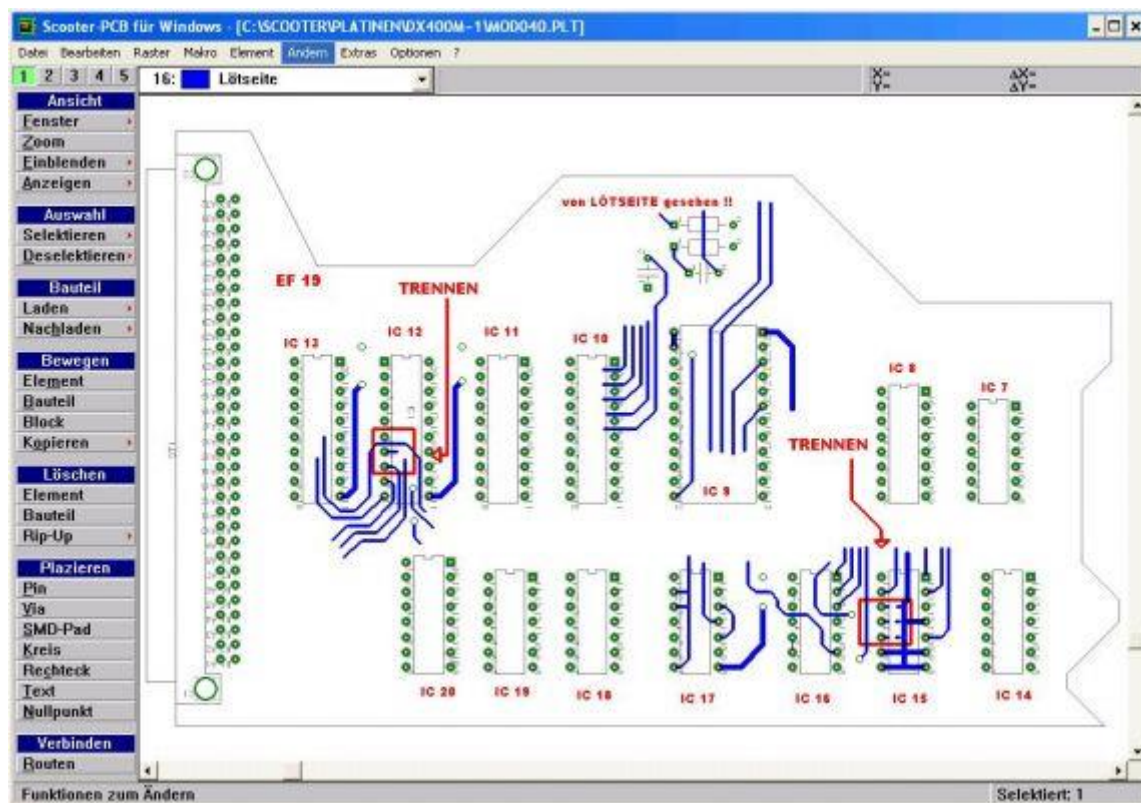 Scooter-PCB für Windows - [C:\SCOOTER\PLATINEN\DX400M-1\MOD040.PLT]
Datei Bearbeiten Raster Makro Element Ändern Extras Optionen ?
1 2 3 4 5
16: Lötseite
X=
Y=
ΔX=
ΔY=
Ansicht
Fenster
Zoom
Einblenden
Anzeigen
Auswahl
Selektieren
Deselektieren
Bauteil
Laden
Nachladen
Bewegen
Element
Bauteil
Block
Kopieren
Löschen
Element
Bauteil
Rip-Up
Plazieren
Pin
Via
SMD-Pad
Kreis
Rechteck
Text
Nullpunkt
Verbinden
Routen
von LÖTSEITE gesehen !!
EF 19
TRENNEN
IC 13
IC 12
IC 11
IC 10
IC 9
IC 8
IC 7
TRENNEN
IC 20
IC 19
IC 18
IC 17
IC 16
IC 15
IC 14
Funktionen zum Ändern
Selektiert: 1